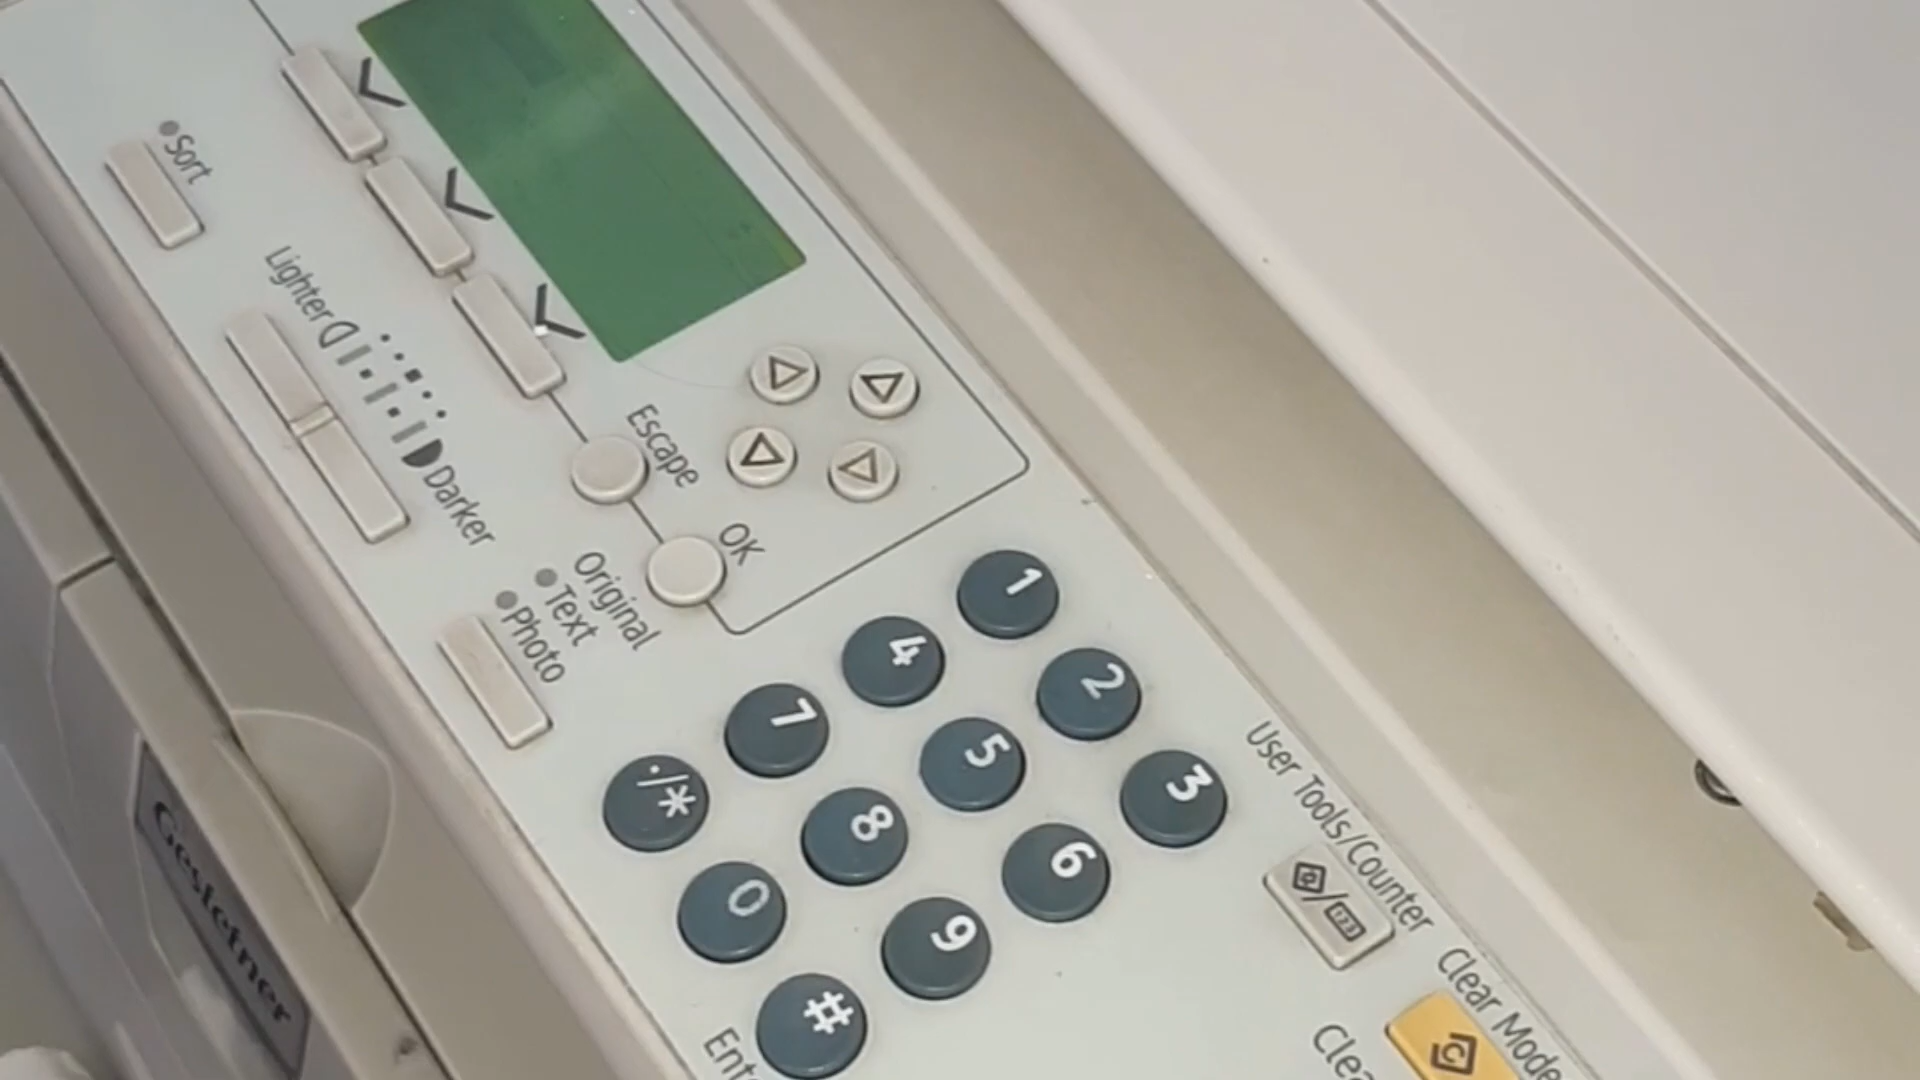 Sort
Lighter
Darker
Escape
OK
Original
Text
Photo
1
2
3
4
5
6
7
8
9
./*
0
#
User Tools/Counter
Clear Mode
C
Gestetner